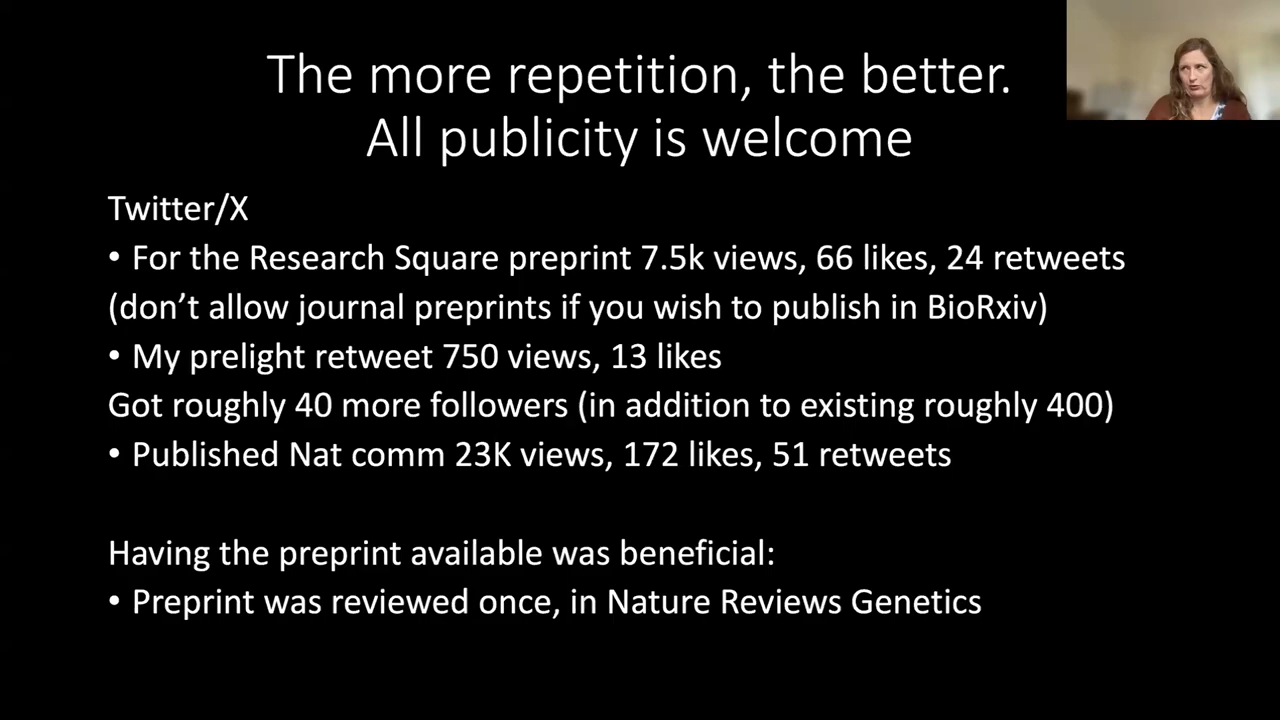 The more repetition, the better.
All publicity is welcome
Twitter/X
• For the Research Square preprint 7.5k views, 66 likes, 24 retweets
(don’t allow journal preprints if you wish to publish in BioRxiv)
• My prelight retweet 750 views, 13 likes
Got roughly 40 more followers (in addition to existing roughly 400)
• Published Nat comm 23K views, 172 likes, 51 retweets
Having the preprint available was beneficial:
• Preprint was reviewed once, in Nature Reviews Genetics